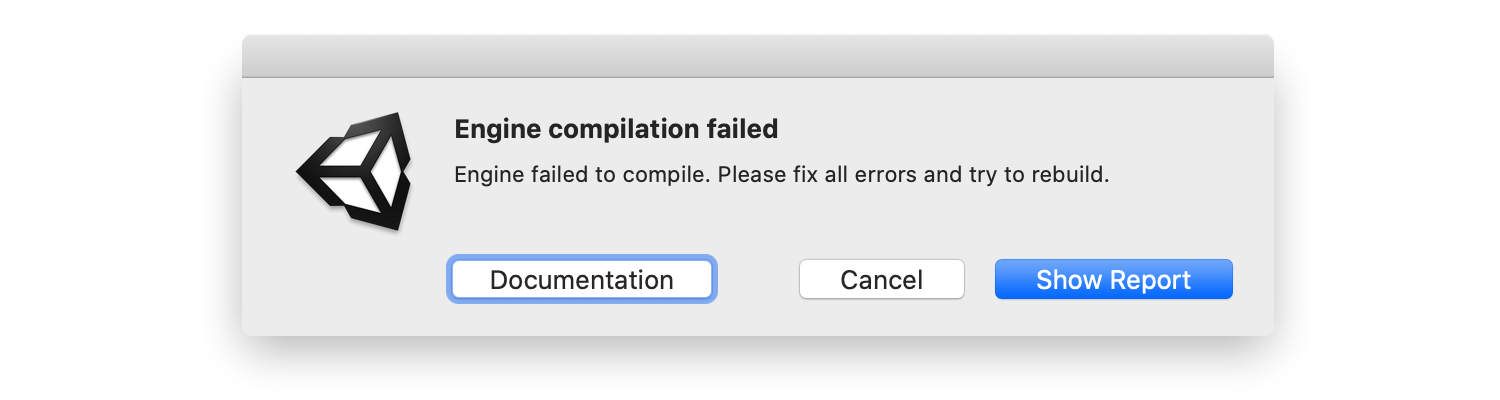 Engine compilation failed
Engine failed to compile. Please fix all errors and try to rebuild.
Documentation Cancel Show Report